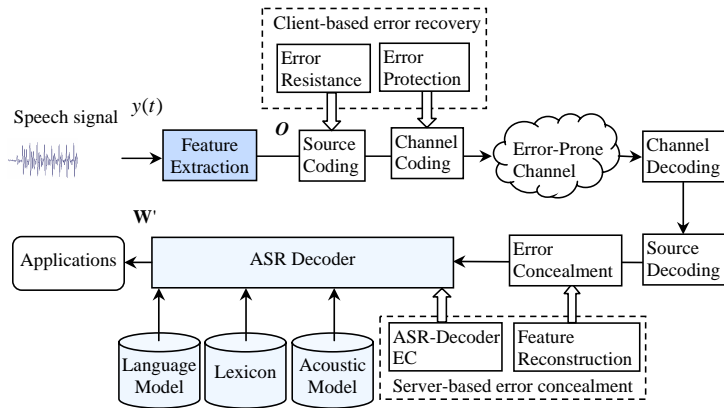 Client-based error recovery
Error
Resistance
Error
Protection
Speech signal
y(t)
Feature
Extraction
O
Source
Coding
Channel
Coding
Error-Prone
Channel
Channel
Decoding
W'
Applications
ASR Decoder
Error
Concealment
Source
Decoding
Language
Model
Lexicon
Acoustic
Model
ASR-Decoder
EC
Feature
Reconstruction
Server-based error concealment